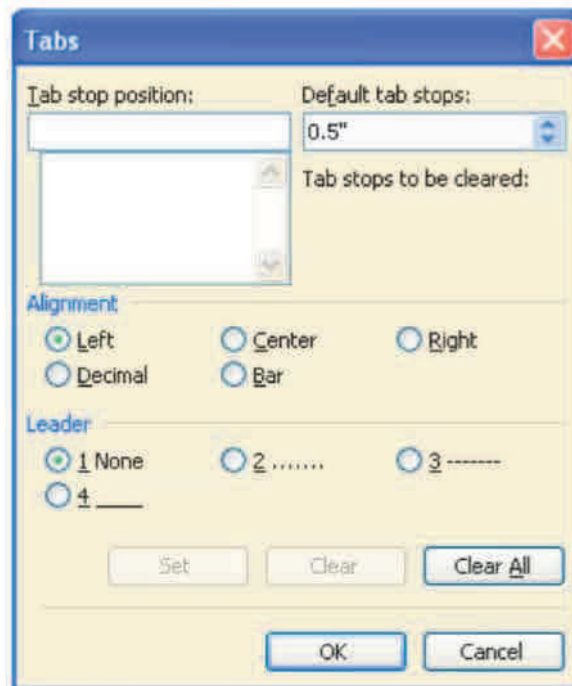 Tabs
Tab stop position: Default tab stops:
0.5"
Tab stops to be cleared:
Alignment
Left Center Right
Decimal Bar
Leader
1 None 2 ....... 3 -------
4 ____
Set Clear Clear All
OK Cancel